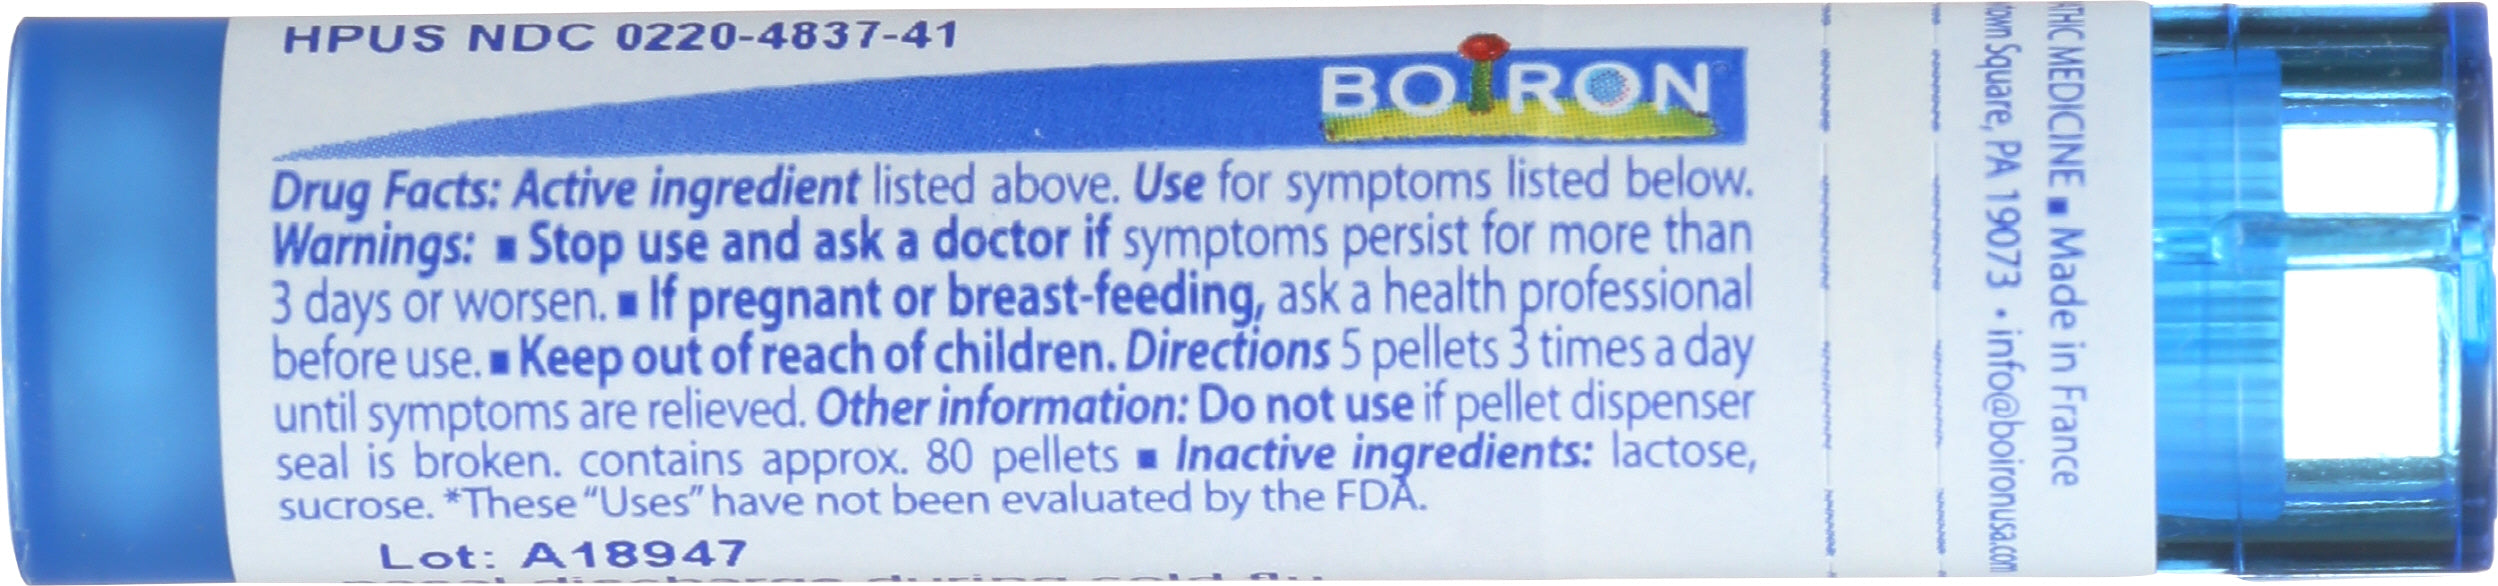 HPUS NDC 0220-4837-41
BOIRON
Drug Facts: Active ingredient listed above. Use for symptoms listed below.
Warnings: ■ Stop use and ask a doctor if symptoms persist for more than
3 days or worsen. ■ If pregnant or breast-feeding, ask a health professional
before use. ■ Keep out of reach of children. Directions 5 pellets 3 times a day
until symptoms are relieved. Other information: Do not use if pellet dispenser
seal is broken. contains approx. 80 pellets ■ Inactive ingredients: lactose,
sucrose. *These “Uses” have not been evaluated by the FDA.
Lot: A18947
MEDICINE ■ Made in France
Square, PA 19073 • info@boironusa.com